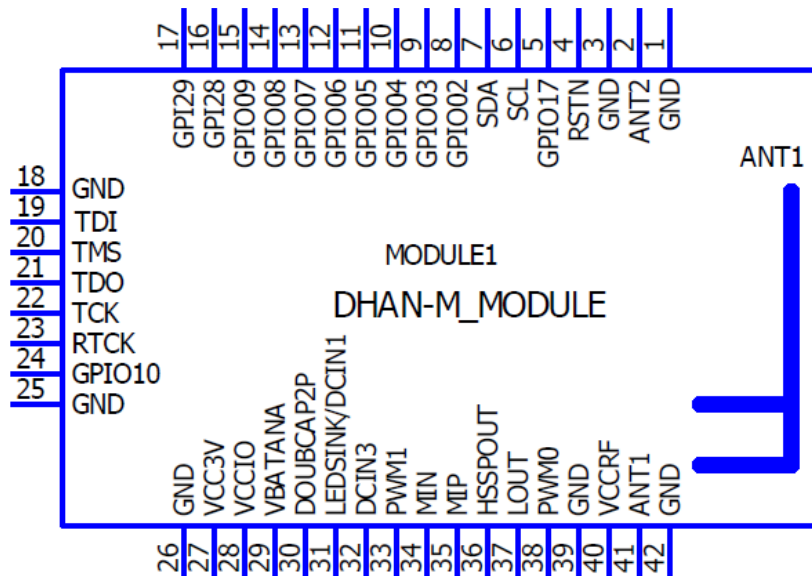 17 16 15 14 13 12 11 10 9 8 7 6 5 4 3 2 1
GPI29 GPI28 GPIO09 GPIO08 GPIO07 GPIO06 GPIO05 GPIO04 GPIO03 GPIO02 SDA SCL GPIO17 RSTN GND ANT2 GND
ANT1
18 GND
19 TDI
20 TMS
21 TDO
22 TCK
23 RTCK
24 GPIO10
25 GND
MODULE1
DHAN-M_MODULE
GND VCC3V VCCIO VBATANA DOUBCAP2P LEDSINK/DCIN1 DCIN3 PWM1 MIN MIP HSSPOUT LOUT PWM0 GND VCCRF ANT1 GND
26 27 28 29 30 31 32 33 34 35 36 37 38 39 40 41 42